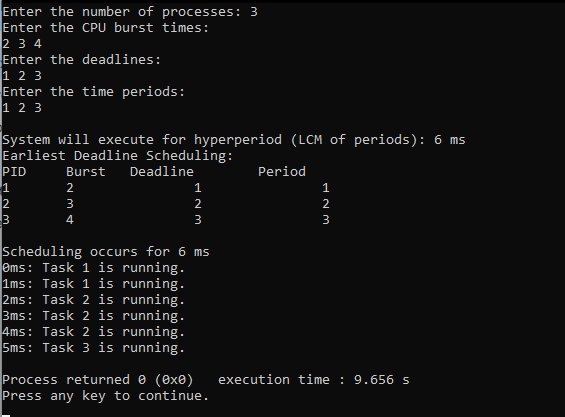 Enter the number of processes: 3
Enter the CPU burst times:
2 3 4
Enter the deadlines:
1 2 3
Enter the time periods:
1 2 3
System will execute for hyperperiod (LCM of periods): 6 ms
Earliest Deadline Scheduling:
PID Burst Deadline Period
1 2 1 1
2 3 2 2
3 4 3 3
Scheduling occurs for 6 ms
0ms: Task 1 is running.
1ms: Task 1 is running.
2ms: Task 2 is running.
3ms: Task 2 is running.
4ms: Task 2 is running.
5ms: Task 3 is running.
Process returned 0 (0x0) execution time : 9.656 s
Press any key to continue.